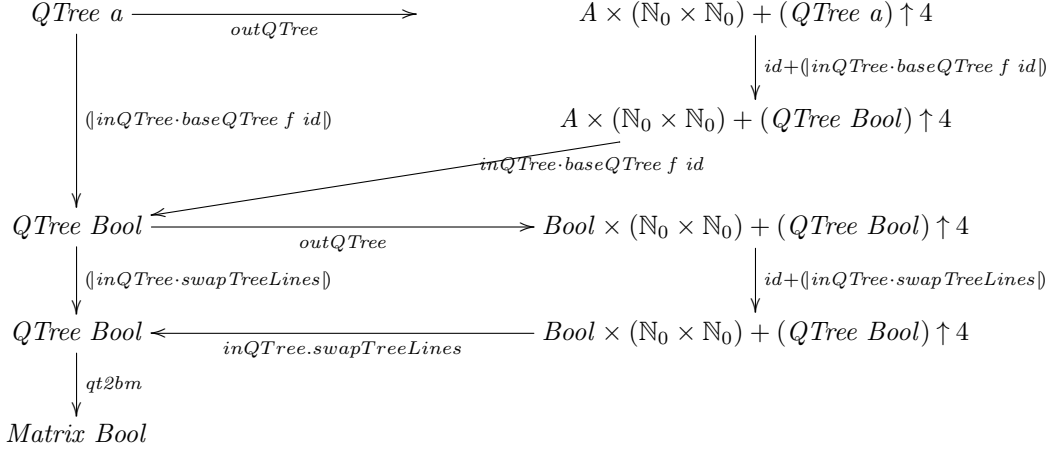 QTree a A × (ℕ₀ × ℕ₀) + (QTree a) ↑ 4
outQTree
id+(|inQTree·baseQTree f id|)
(|inQTree·baseQTree f id|)
A × (ℕ₀ × ℕ₀) + (QTree Bool) ↑ 4
inQTree·baseQTree f id
QTree Bool Bool × (ℕ₀ × ℕ₀) + (QTree Bool) ↑ 4
outQTree
(|inQTree·swapTreeLines|) id+(|inQTree·swapTreeLines|)
QTree Bool Bool × (ℕ₀ × ℕ₀) + (QTree Bool) ↑ 4
inQTree.swapTreeLines
qt2bm
Matrix Bool